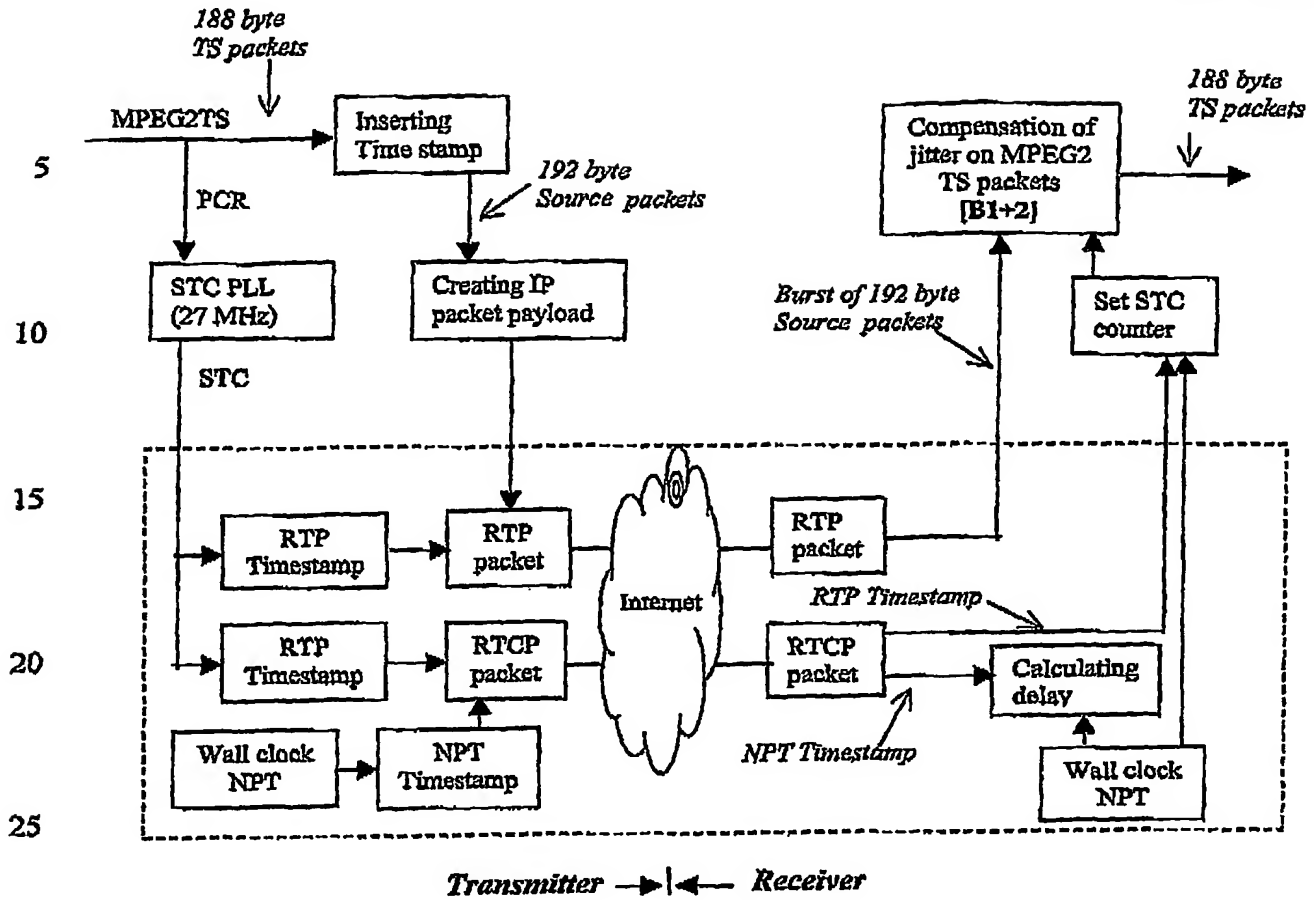 188 byte
TS packets
MPEG2TS
Inserting
Time stamp
188 byte
TS packets
Compensation of
jitter on MPEG2
TS packets
[B1+2]
5
PCR
192 byte
Source packets
STC PLL
(27 MHz)
Creating IP
packet payload
Burst of 192 byte
Source packets
Set STC
counter
10
STC
15
RTP
Timestamp
RTP
packet
Internet
RTP
packet
RTP Timestamp
20
RTP
Timestamp
RTCP
packet
RTCP
packet
Calculating
delay
Wall clock
NPT
NPT
Timestamp
NPT Timestamp
Wall clock
NPT
25
Transmitter
Receiver